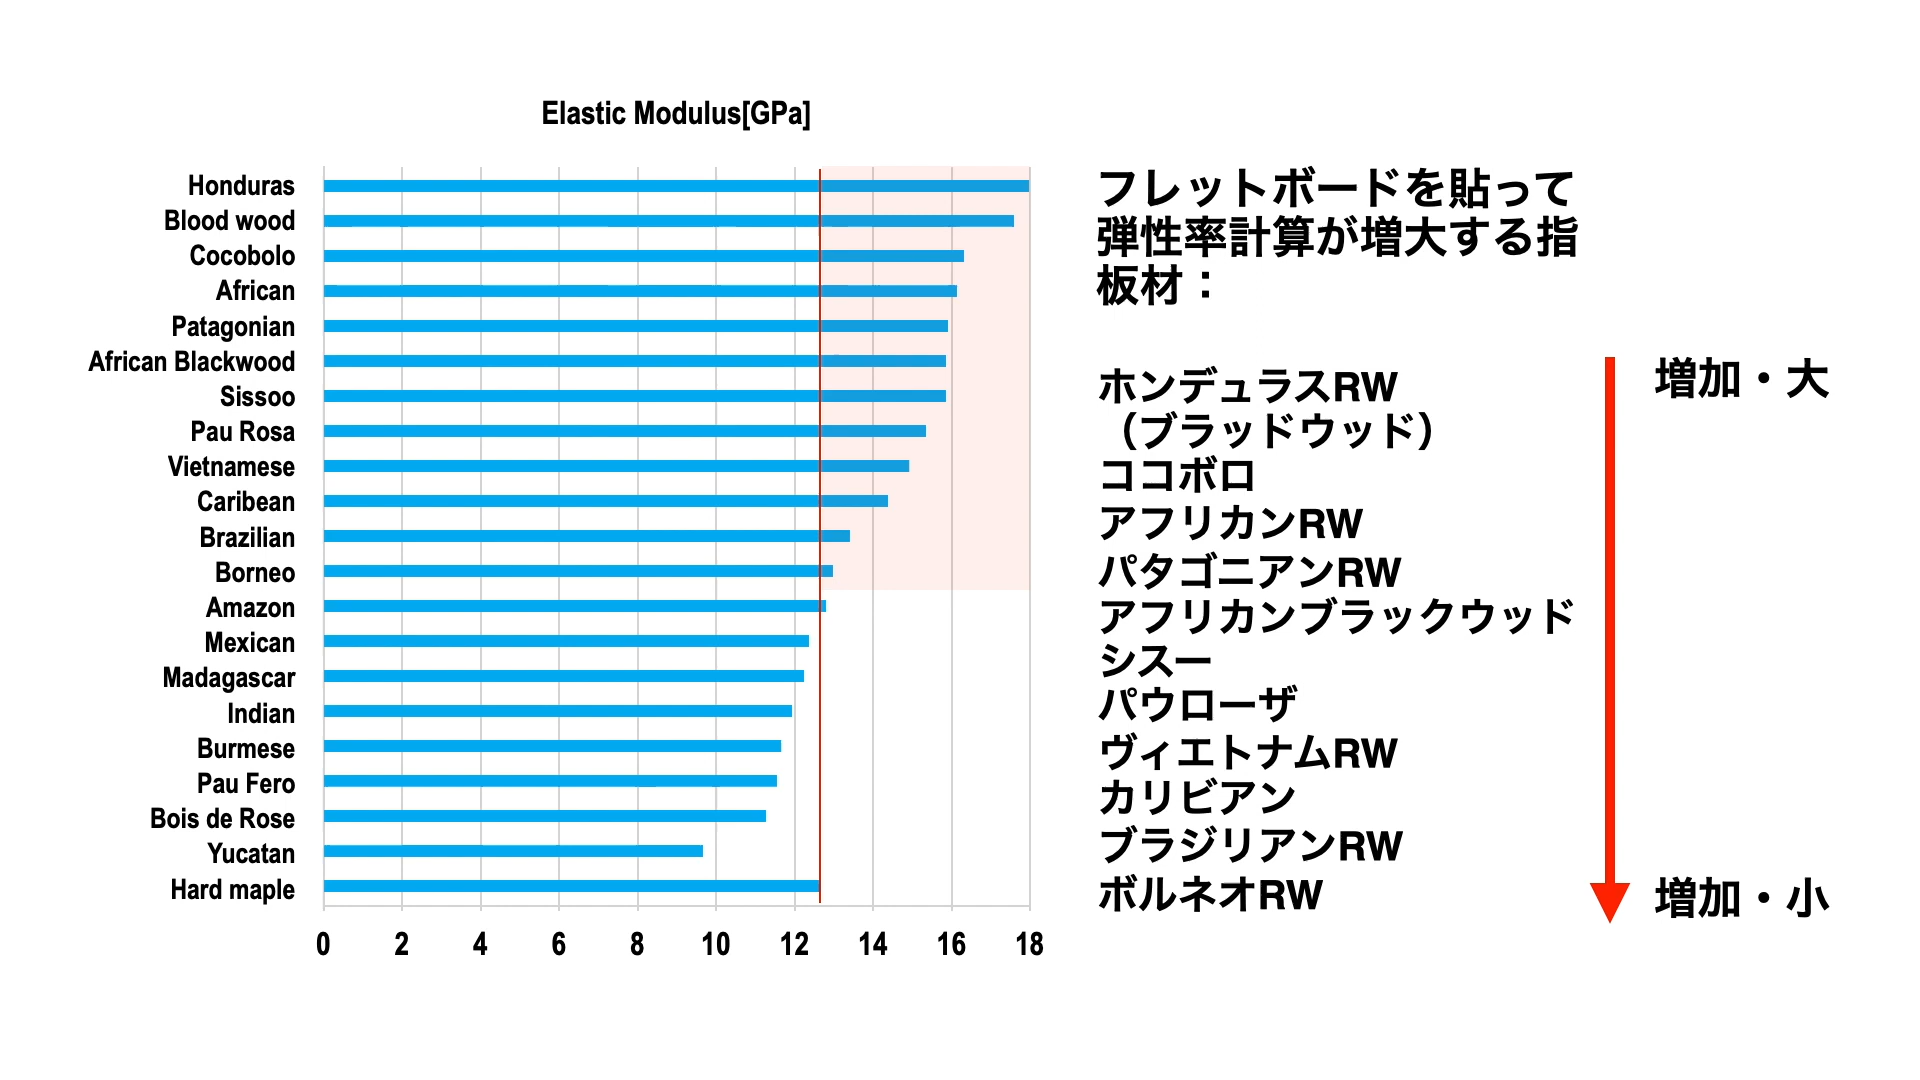 Elastic Modulus[GPa]
Honduras
Blood wood
Cocobolo
African
Patagonian
African Blackwood
Sissoo
Pau Rosa
Vietnamese
Caribean
Brazilian
Borneo
Amazon
Mexican
Madagascar
Indian
Burmese
Pau Fero
Bois de Rose
Yucatan
Hard maple
0 2 4 6 8 10 12 14 16 18
フレットボードを貼って
弾性率計算が増大する指
板材：
ホンデュラスRW
（ブラッドウッド）
ココボロ
アフリカンRW
パタゴニアンRW
アフリカンブラックウッド
シスー
パウローザ
ヴィエトナムRW
カリビアン
ブラジリアンRW
ボルネオRW
増加・大
増加・小